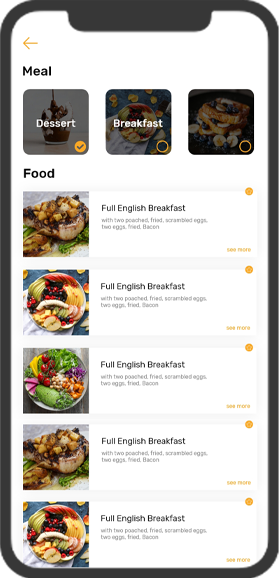 Meal
Dessert
Breakfast
Food
Full English Breakfast
with two poached, fried, scrambled eggs,
two eggs, fried, Bacon
see more
Full English Breakfast
with two poached, fried, scrambled eggs,
two eggs, fried, Bacon
see more
Full English Breakfast
with two poached, fried, scrambled eggs,
two eggs, fried, Bacon
see more
Full English Breakfast
with two poached, fried, scrambled eggs,
two eggs, fried, Bacon
see more
Full English Breakfast
with two poached, fried, scrambled eggs,
two eggs, fried, Bacon
see more